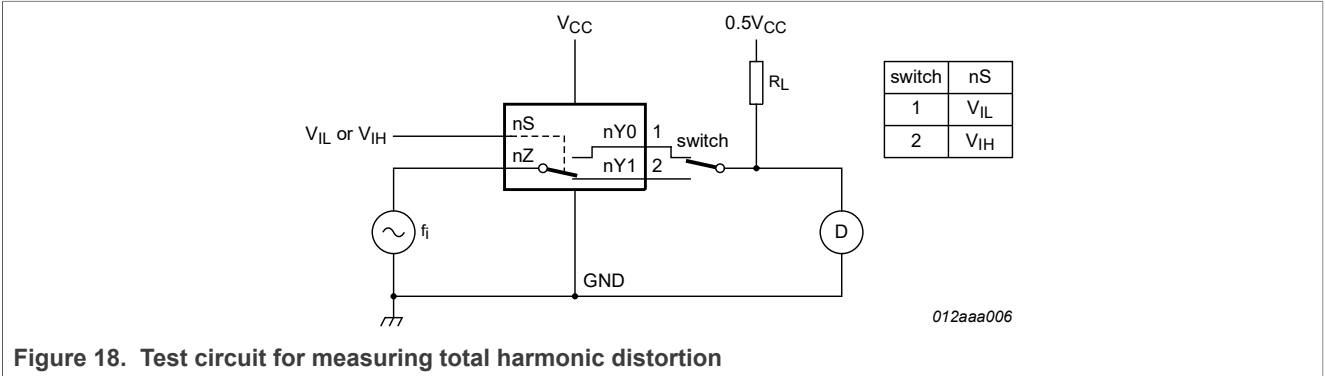 VCC
0.5VCC
RL
switch nS
1 VIL
2 VIH
VIL or VIH
nS
nY0 1
switch
nZ
nY1 2
fi
D
GND
012aaa006
Figure 18. Test circuit for measuring total harmonic distortion